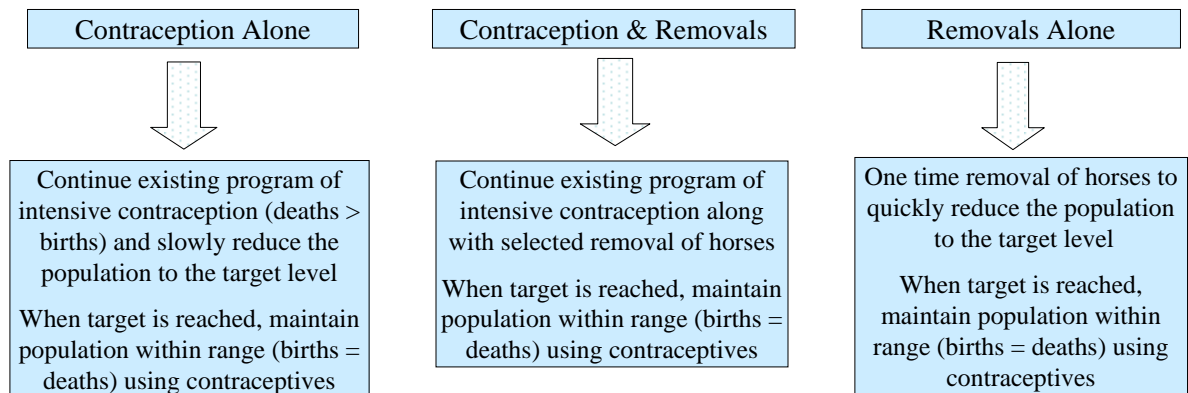 Contraception Alone
Continue existing program of
intensive contraception (deaths >
births) and slowly reduce the
population to the target level
When target is reached, maintain
population within range (births =
deaths) using contraceptives
Contraception & Removals
Continue existing program of
intensive contraception along
with selected removal of horses
When target is reached, maintain
population within range (births =
deaths) using contraceptives
Removals Alone
One time removal of horses to
quickly reduce the population
to the target level
When target is reached,
maintain population within
range (births = deaths) using
contraceptives